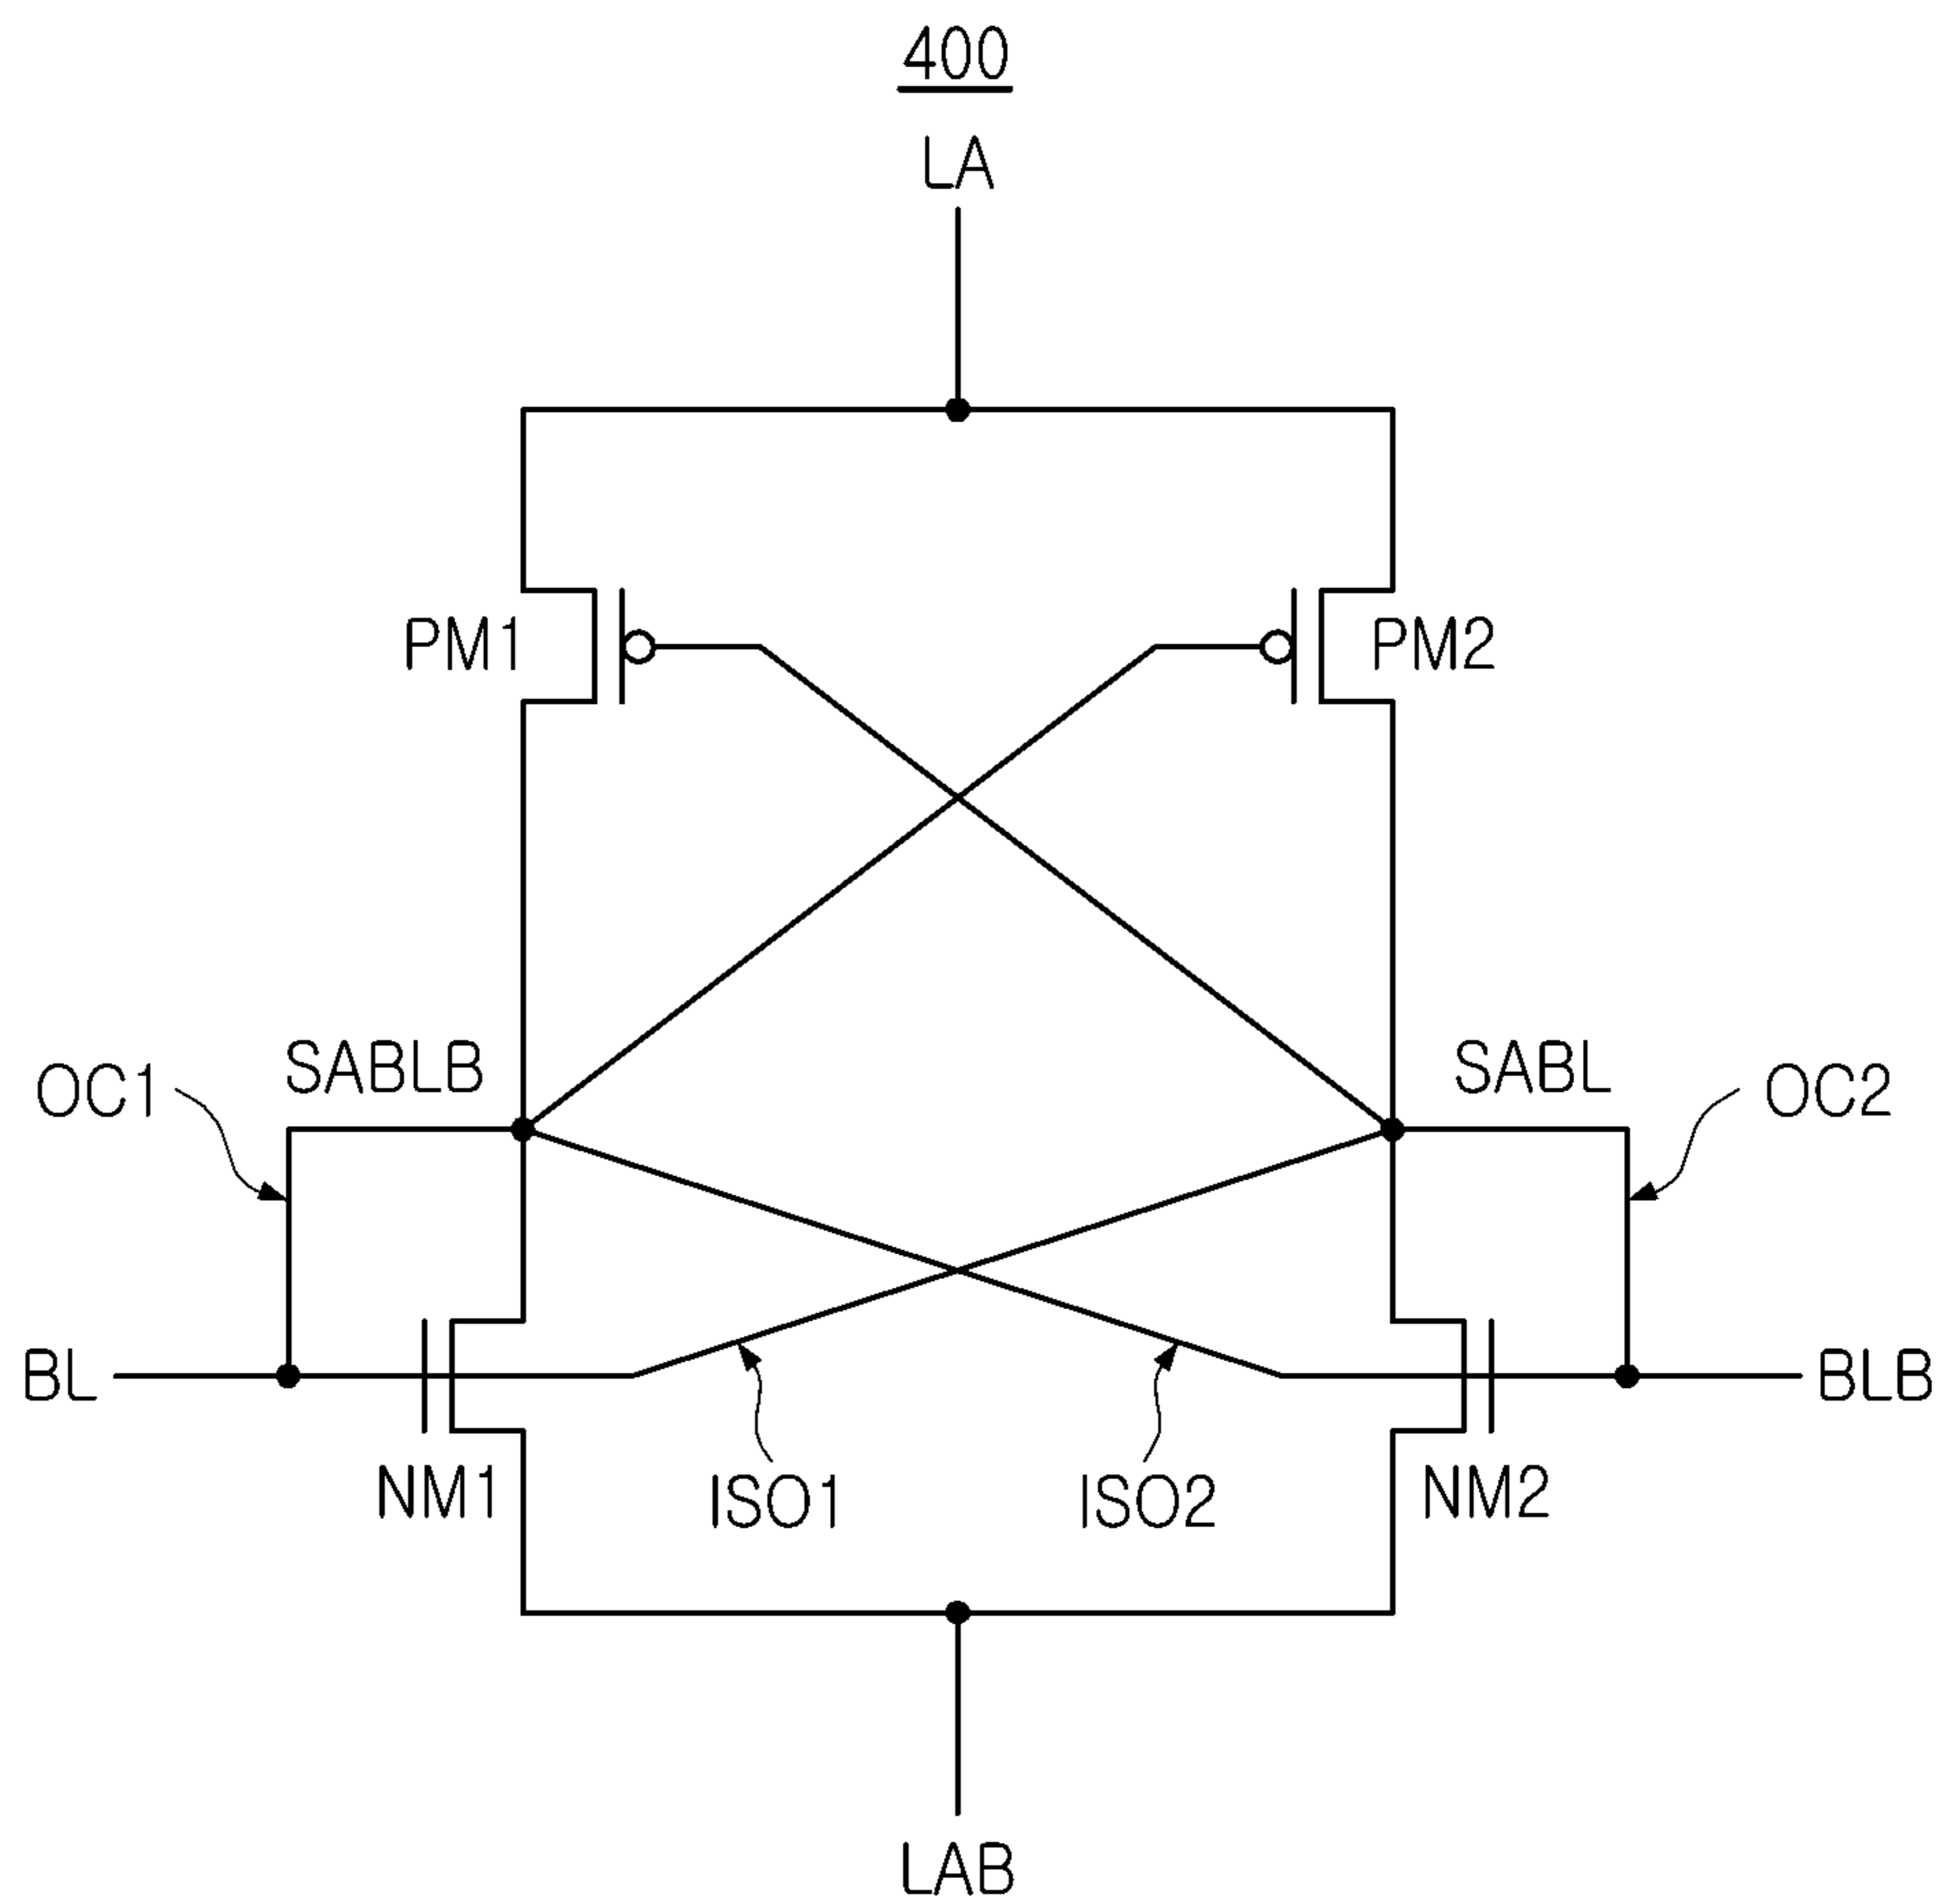 400
LA
PM1
PM2
SABLB
SABL
OC1
OC2
BL
BLB
NM1
ISO1
ISO2
NM2
LAB